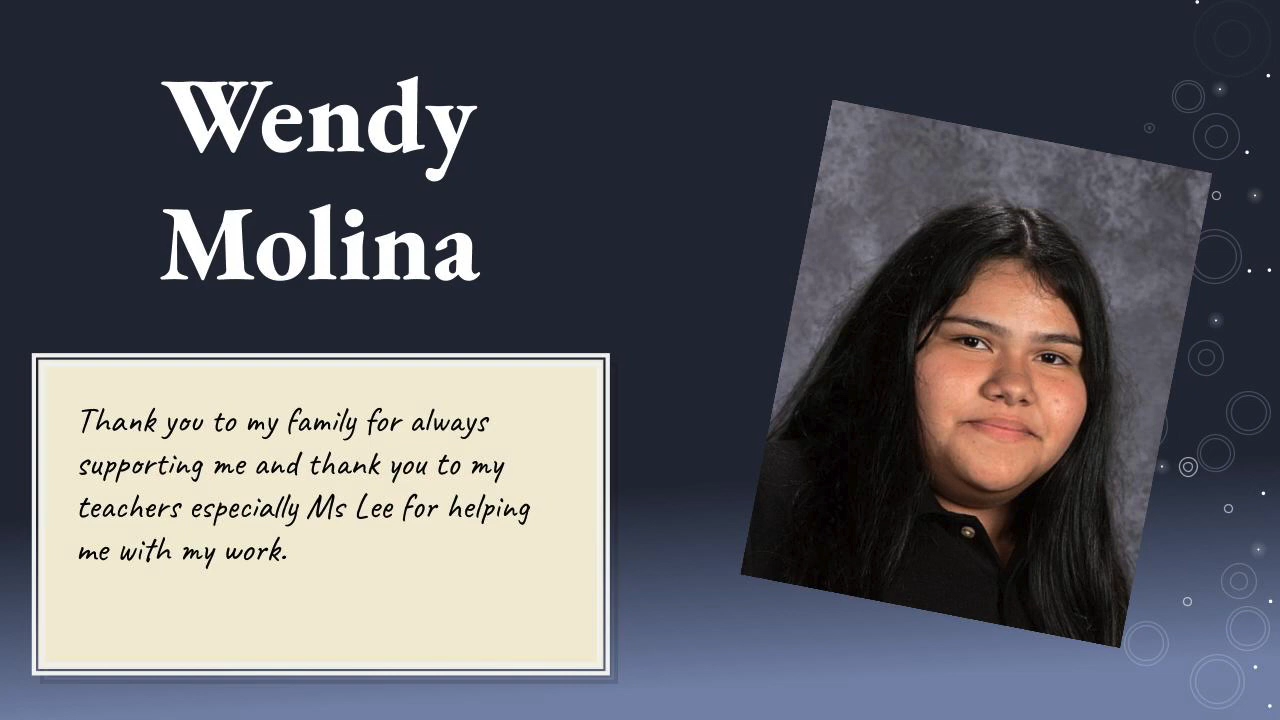 Wendy
Molina
Thank you to my family for always
supporting me and thank you to my
teachers especially Ms Lee for helping
me with my work.